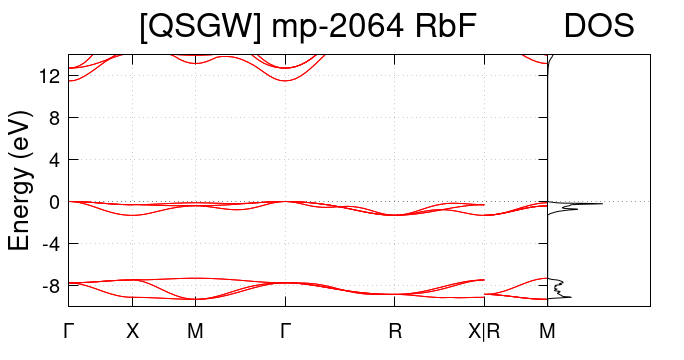 [QSGW] mp-2064 RbF DOS
Energy (eV)
12
8
4
0
-4
-8
Γ X M Γ R X|R M